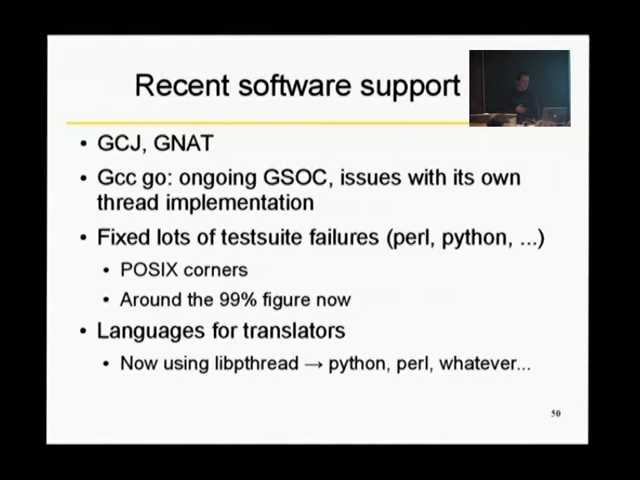 Recent software support
• GCJ, GNAT
• Gcc go: ongoing GSOC, issues with its own
thread implementation
• Fixed lots of testsuite failures (perl, python, ...)
• POSIX corners
• Around the 99% figure now
• Languages for translators
• Now using libpthread → python, perl, whatever...
50